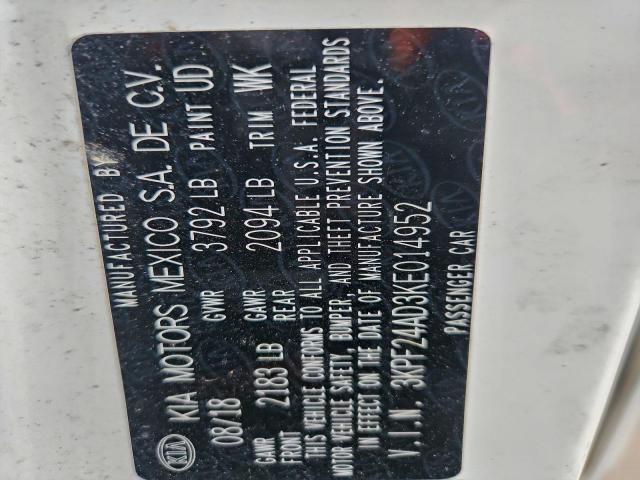 MANUFACTURED BY
KIA KIA MOTORS MEXICO S.A. DE C.V.
08/18 GVWR 3792 LB PAINT UD
GAWR FRONT 2183 LB GAWR REAR 2094 LB TRIM WK
THIS VEHICLE CONFORMS TO ALL APPLICABLE U.S.A. FEDERAL
MOTOR VEHICLE SAFETY, BUMPER, AND THEFT PREVENTION STANDARDS
IN EFFECT ON THE DATE OF MANUFACTURE SHOWN ABOVE.
V.I.N. 3KPF24AD3KE014952
PASSENGER CAR